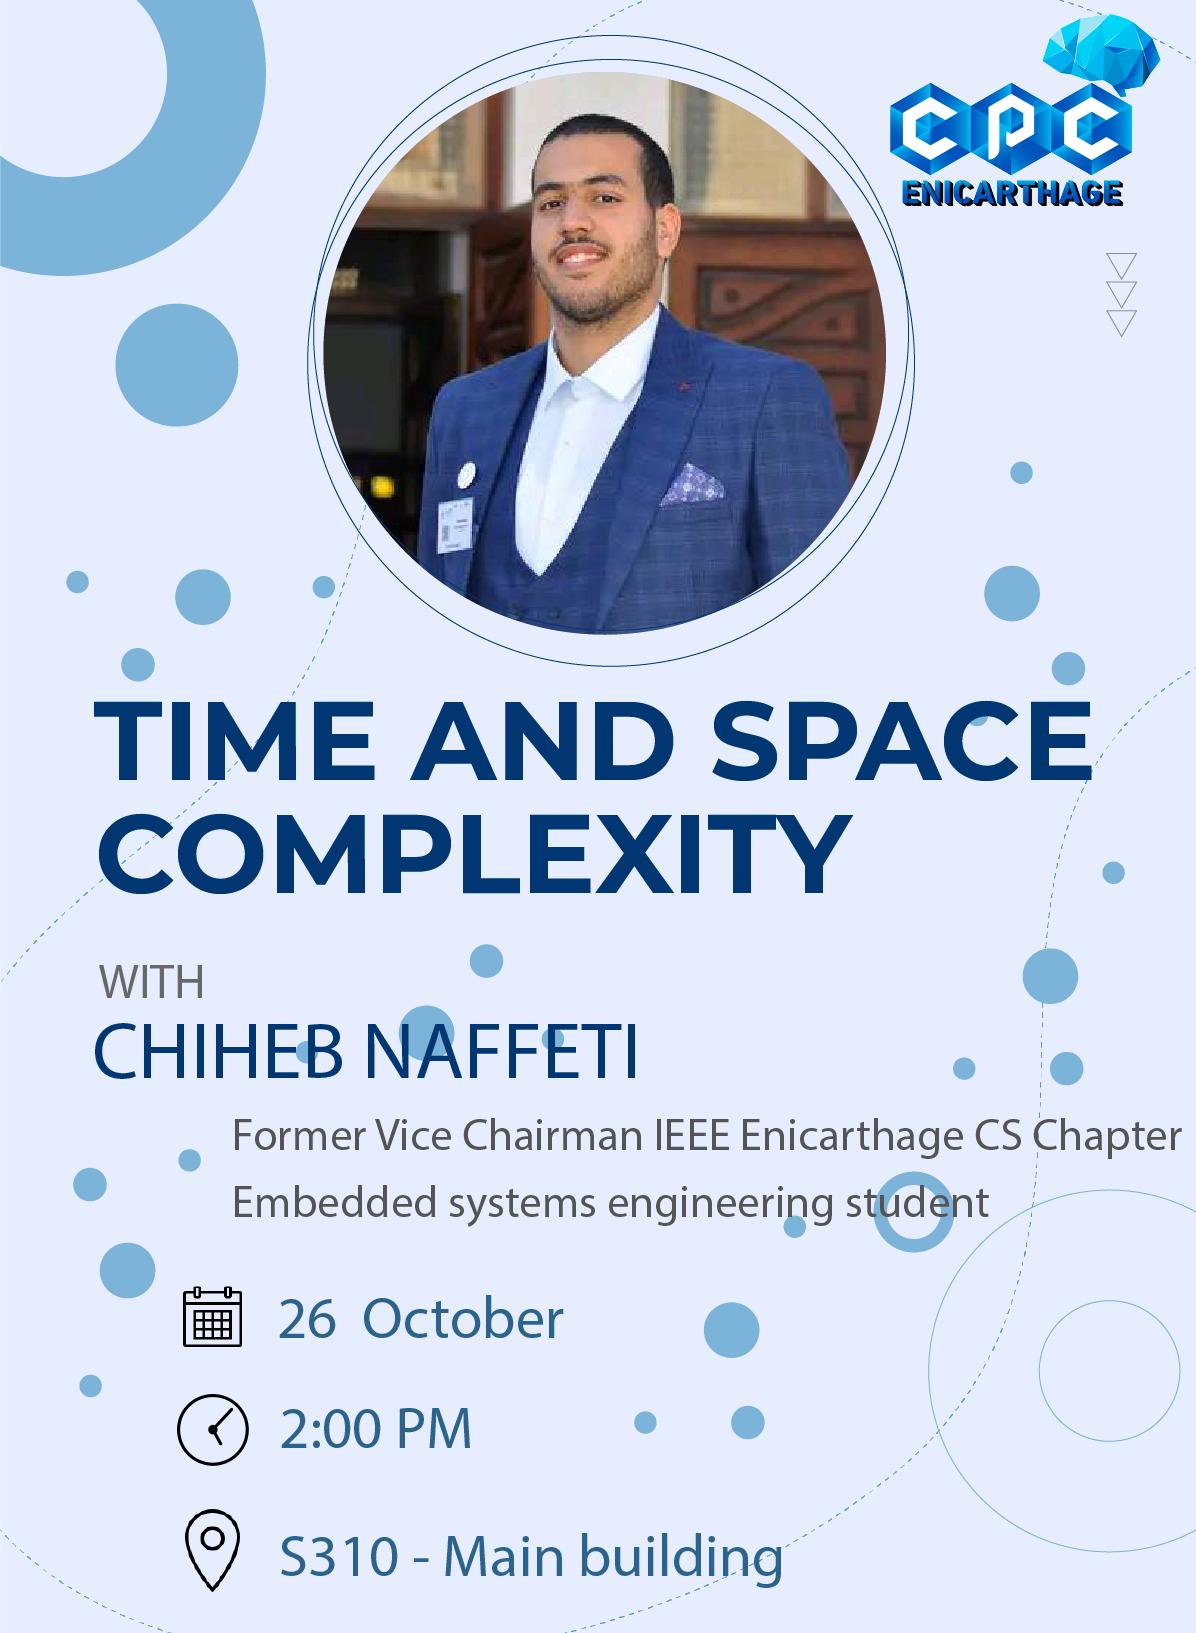 CPC
ENICARTHAGE
TIME AND SPACE
COMPLEXITY
WITH
CHIHEB NAFFETI
Former Vice Chairman IEEE Enicarthage CS Chapter
Embedded systems engineering student
26 October
2:00 PM
S310 - Main building